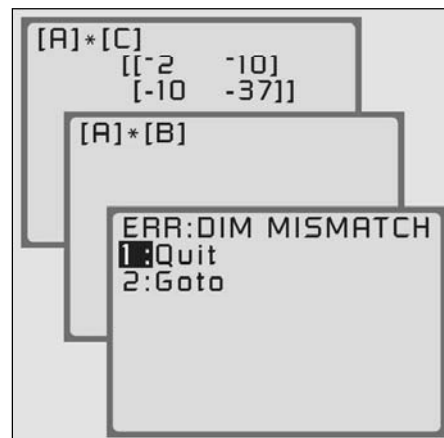 [A]*[C]
[[⁻2 ⁻10]
[-10 -37]]
[A]*[B]
ERR:DIM MISMATCH
1:Quit
2:Goto